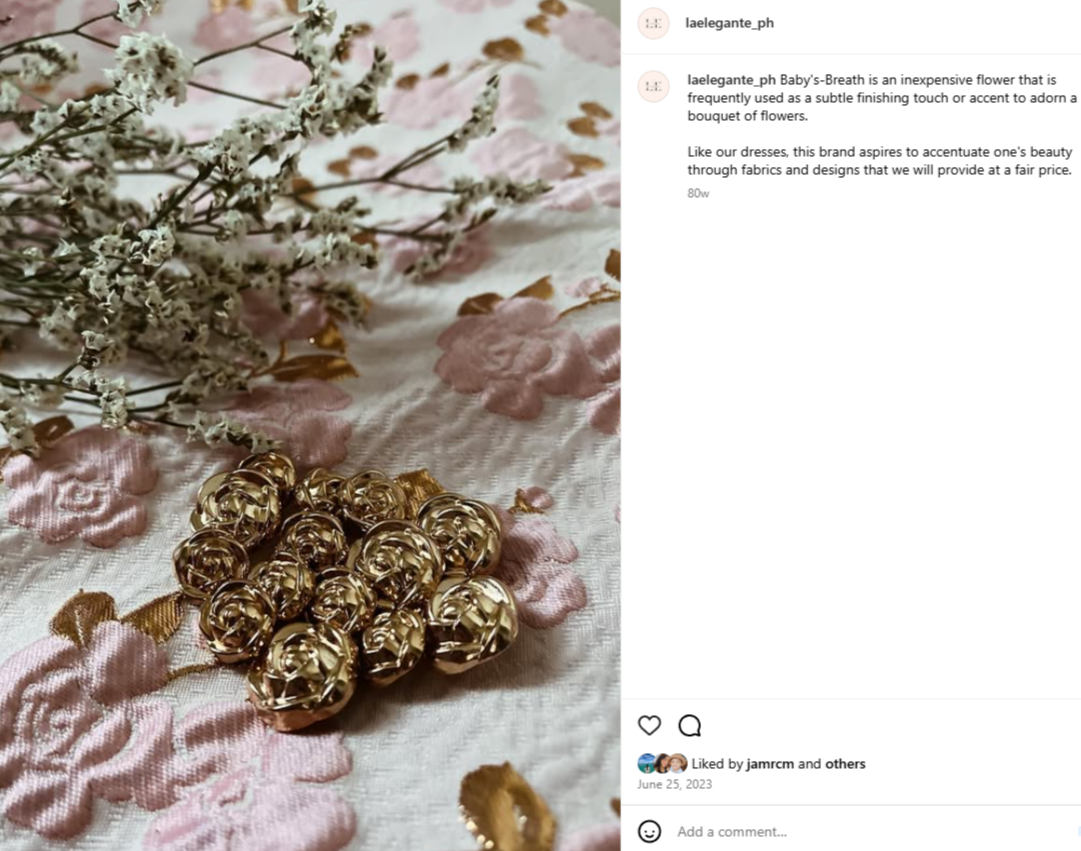 LE
laelegante_ph
LE
laelegante_ph Baby's-Breath is an inexpensive flower that is
frequently used as a subtle finishing touch or accent to adorn a
bouquet of flowers.
Like our dresses, this brand aspires to accentuate one's beauty
through fabrics and designs that we will provide at a fair price.
80w
Liked by jamrcm and others
June 25, 2023
Add a comment...